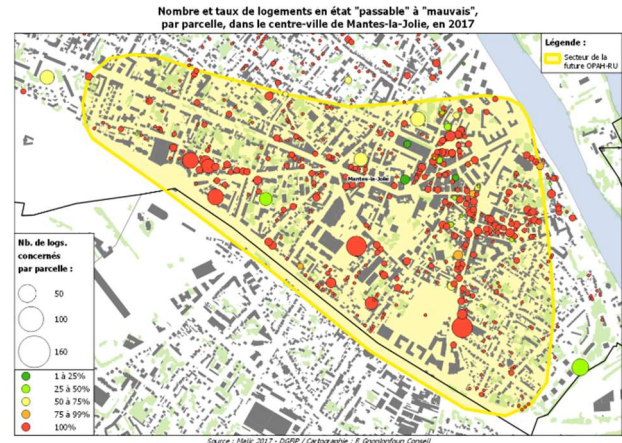 Nombre et taux de logements en état "passable" à "mauvais",
par parcelle, dans le centre-ville de Mantes-la-Jolie, en 2017
Légende :
Secteur de la
future OPAH-RU
Mantes-la-Jolie
Nb. de logs.
concernés
par parcelle :
50
100
160
1 à 25%
25 à 50%
50 à 75%
75 à 99%
100%
Source : Majic 2017 - DGFIP / Cartographie : F. Gnonlonfoun Conseil